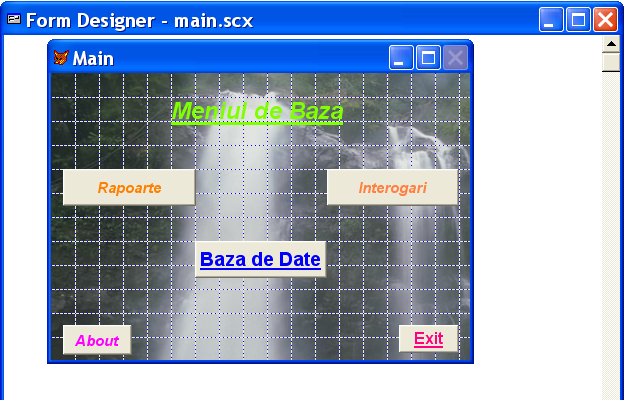 Form Designer - main.scx
Main
Meniul de Baza
Rapoarte
Interogari
Baza de Date
About
Exit